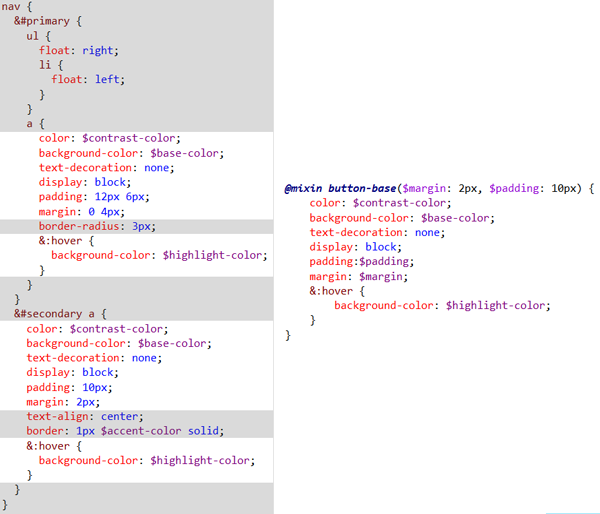 nav {
&#primary {
ul {
float: right;
li {
float: left;
}
}
a {
color: $contrast-color;
background-color: $base-color;
text-decoration: none;
display: block;
padding: 12px 6px;
margin: 0 4px;
border-radius: 3px;
&:hover {
background-color: $highlight-color;
}
}
}
&#secondary a {
color: $contrast-color;
background-color: $base-color;
text-decoration: none;
display: block;
padding: 10px;
margin: 2px;
text-align: center;
border: 1px $accent-color solid;
&:hover {
background-color: $highlight-color;
}
}
}
@mixin button-base($margin: 2px, $padding: 10px) {
color: $contrast-color;
background-color: $base-color;
text-decoration: none;
display: block;
padding:$padding;
margin: $margin;
&:hover {
background-color: $highlight-color;
}
}